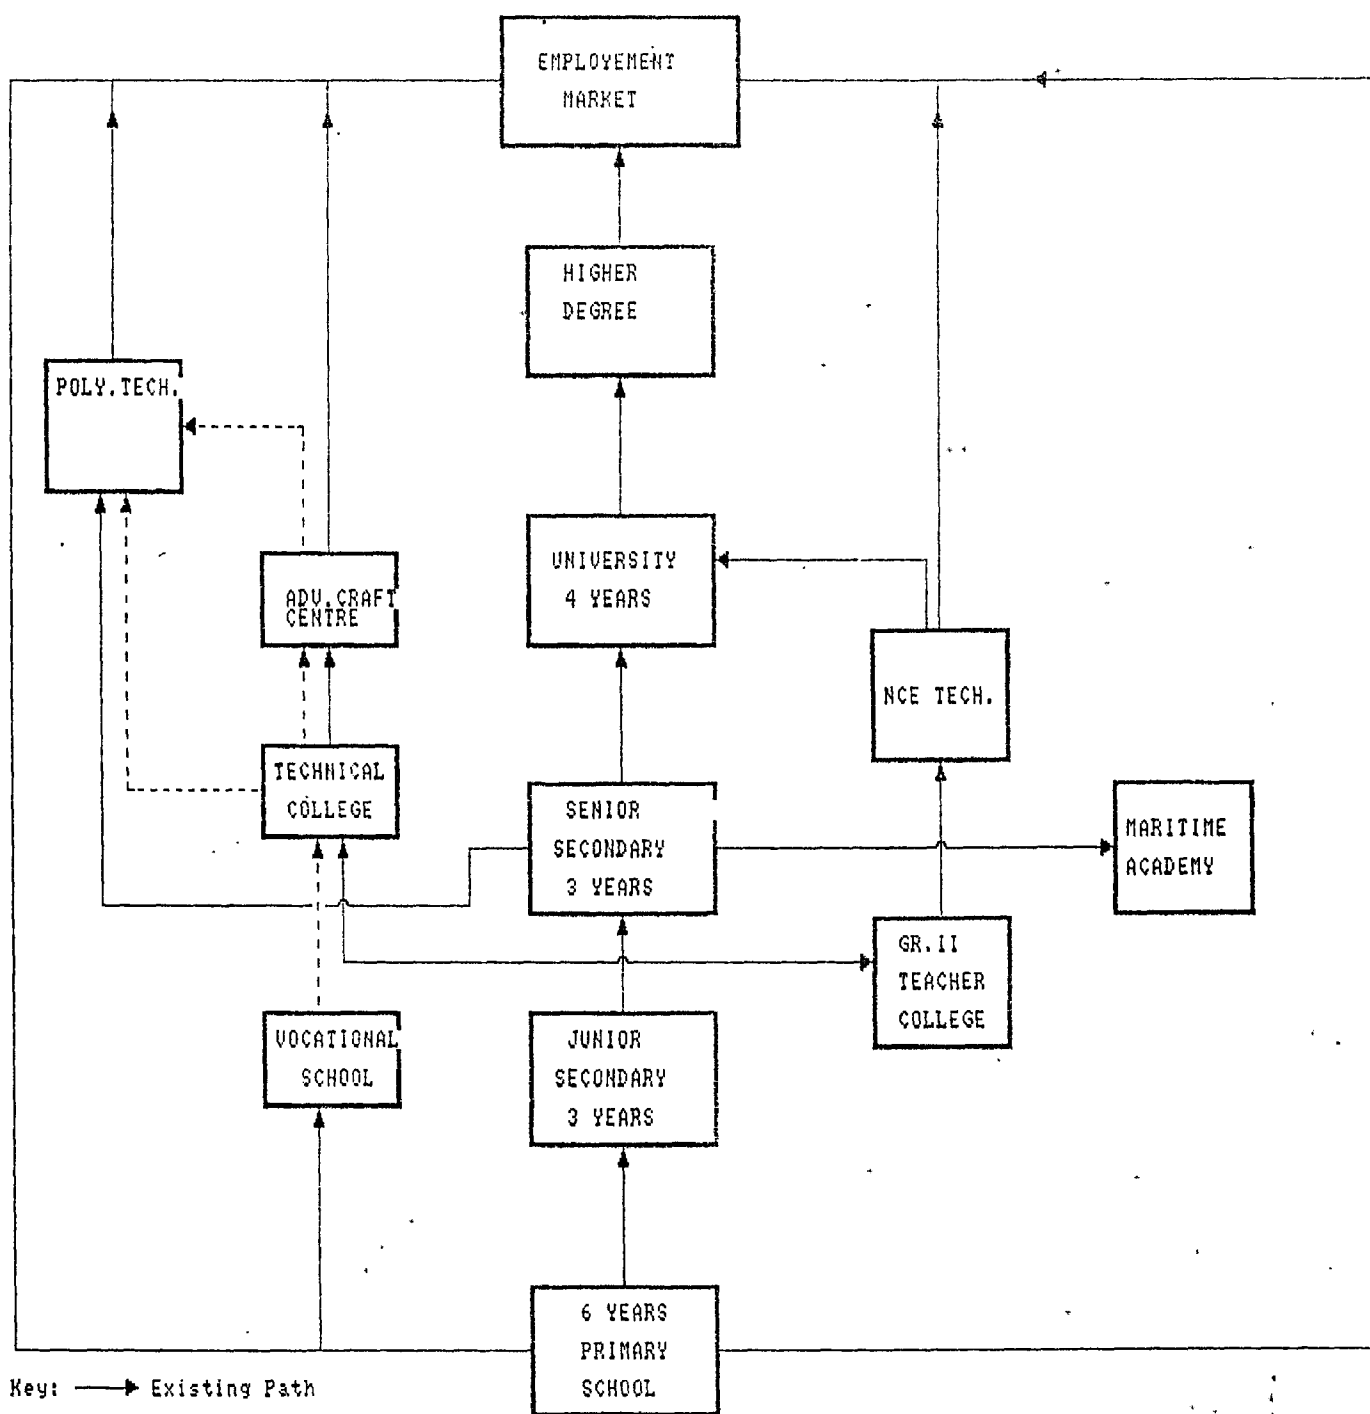 EMPLOYEMENT
MARKET
HIGHER
DEGREE
POLY.TECH.
UNIVERSITY
4 YEARS
ADV.CRAFT
CENTRE
NCE TECH.
TECHNICAL
COLLEGE
SENIOR
SECONDARY
3 YEARS
MARITIME
ACADEMY
GR.II
TEACHER
COLLEGE
VOCATIONAL
SCHOOL
JUNIOR
SECONDARY
3 YEARS
6 YEARS
PRIMARY
SCHOOL
Key: Existing Path